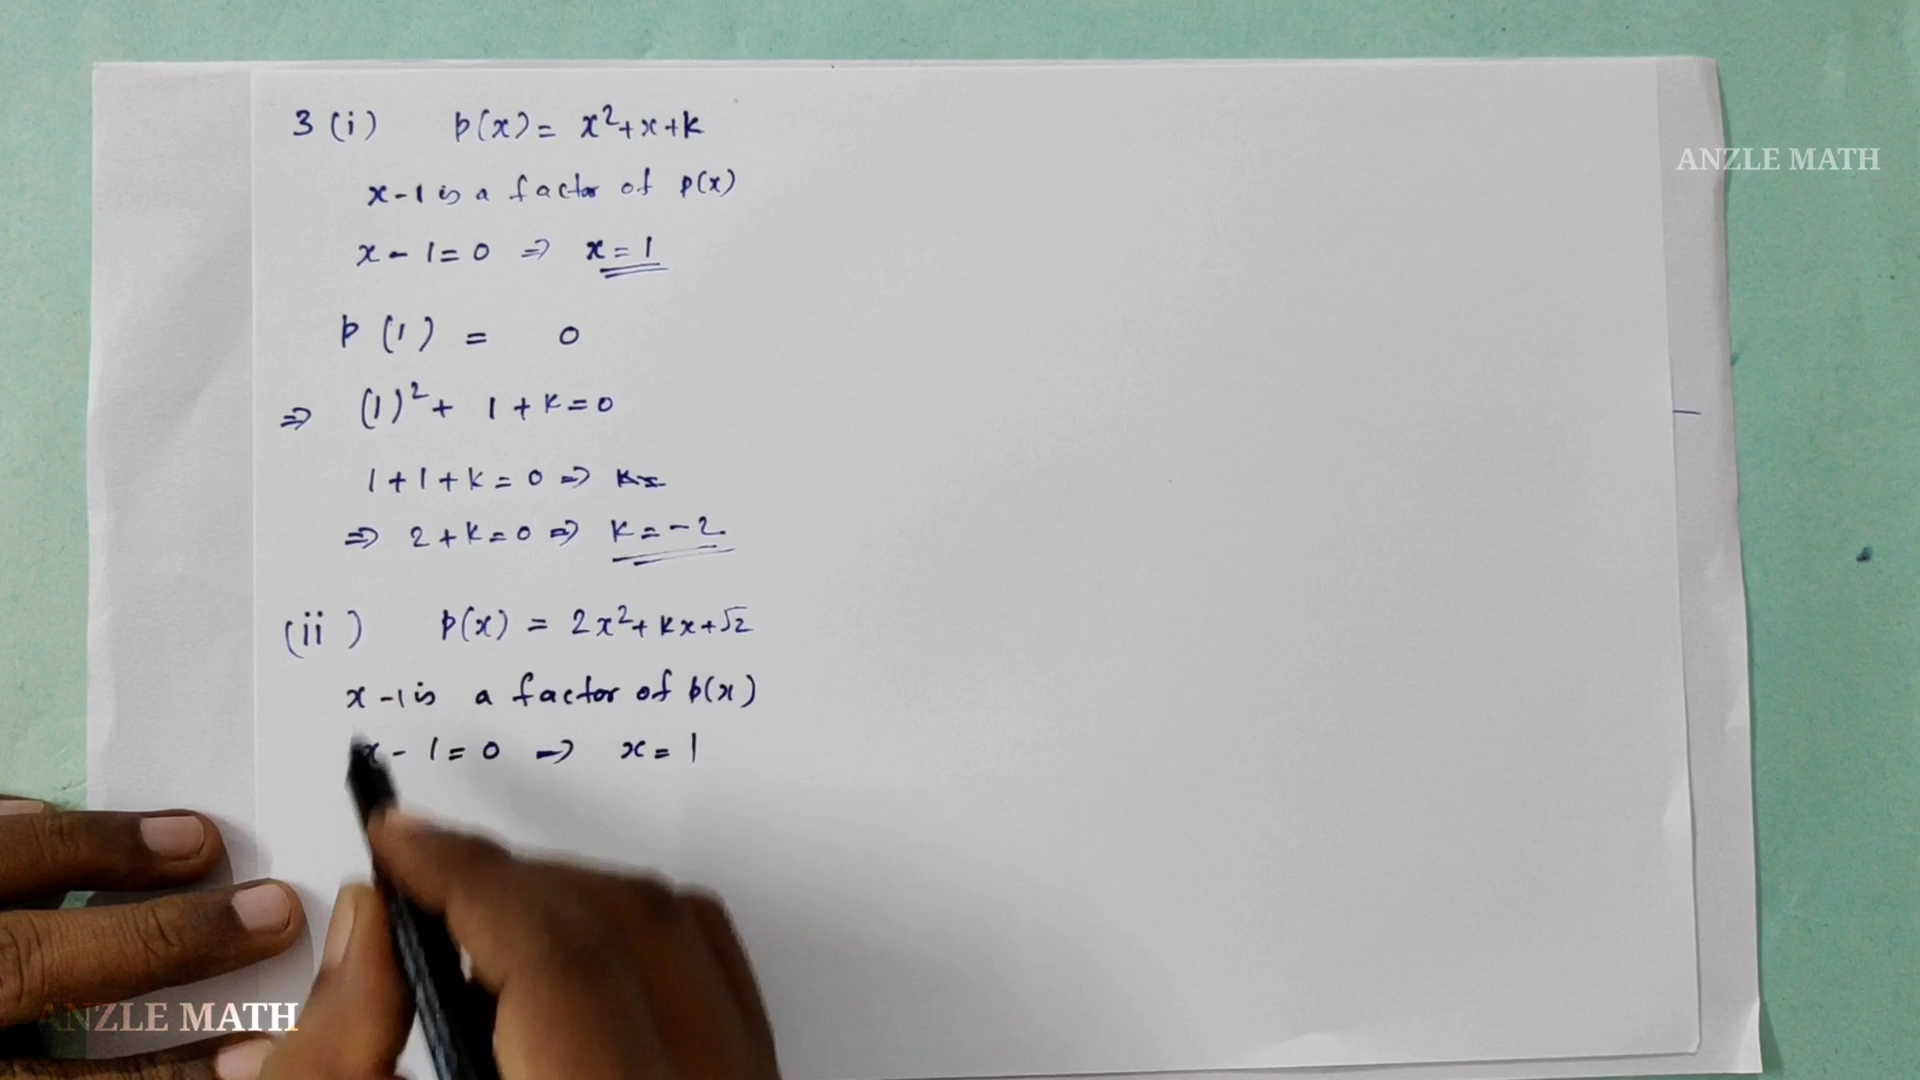 3 (i) p(x) = x²+x+k
x-1 is a factor of p(x)
x-1=0 ⇒ x=1
p(1) = 0
⇒ (1)²+ 1+k=0
1+1+k=0 ⇒ k=
⇒ 2+k=0 ⇒ k=-2
(ii) p(x) = 2x²+kx+√2
x-1 is a factor of p(x)
x-1=0 ⇒ x=1
ANZLE MATH
ANZLE MATH